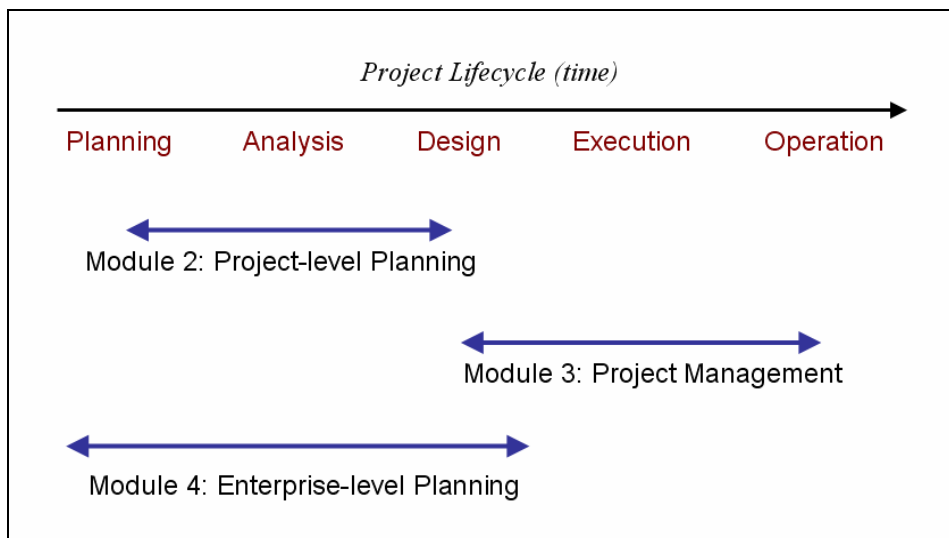 Project Lifecycle (time)
Planning Analysis Design Execution Operation
Module 2: Project-level Planning
Module 3: Project Management
Module 4: Enterprise-level Planning